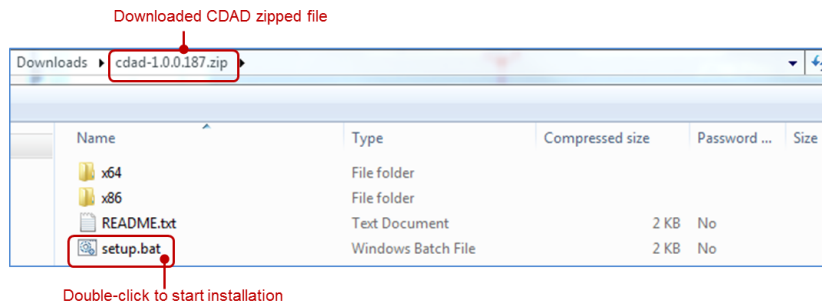 Downloaded CDAD zipped file
Downloads cdad-1.0.0.187.zip
Name Type Compressed size Password ... Size
x64 File folder
x86 File folder
README.txt Text Document 2 KB No
setup.bat Windows Batch File 2 KB No
Double-click to start installation